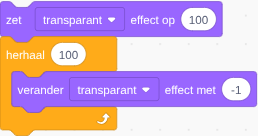 zet transparant effect op 100
herhaal 100
verander transparant effect met -1